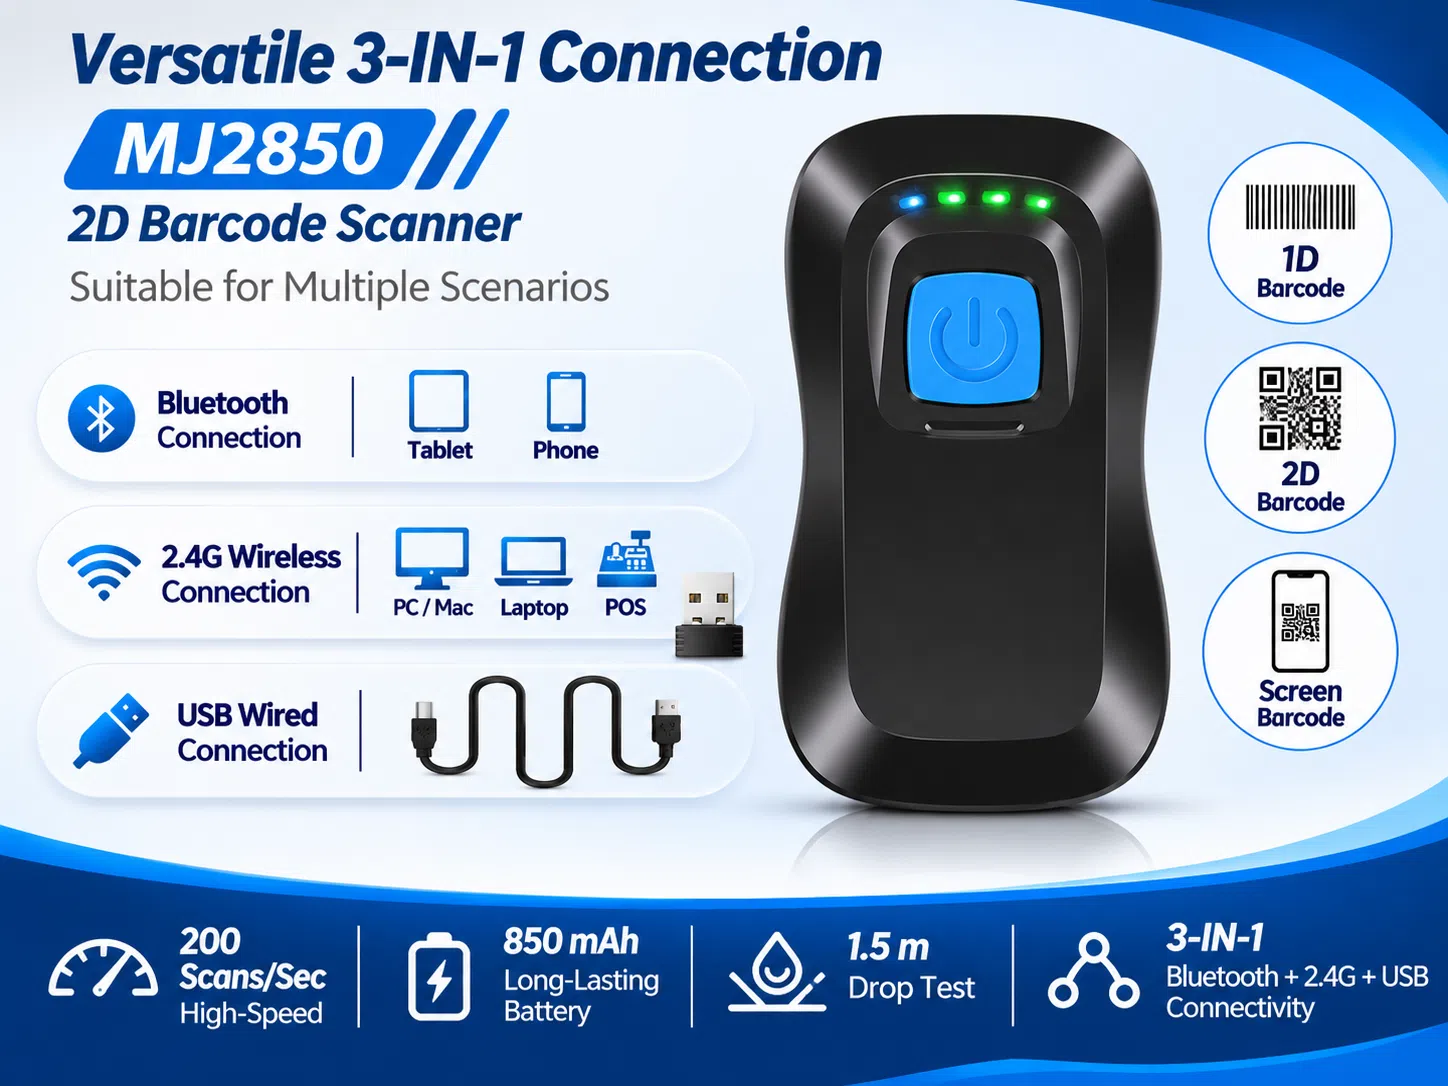 Versatile 3-IN-1 Connection
MJ2850
2D Barcode Scanner
Suitable for Multiple Scenarios
Bluetooth
Connection
Tablet
Phone
2.4G Wireless
Connection
PC / Mac
Laptop
POS
USB Wired
Connection
1D
Barcode
2D
Barcode
Screen
Barcode
200
Scans/Sec
High-Speed
850 mAh
Long-Lasting
Battery
1.5 m
Drop Test
3-IN-1
Bluetooth + 2.4G + USB
Connectivity